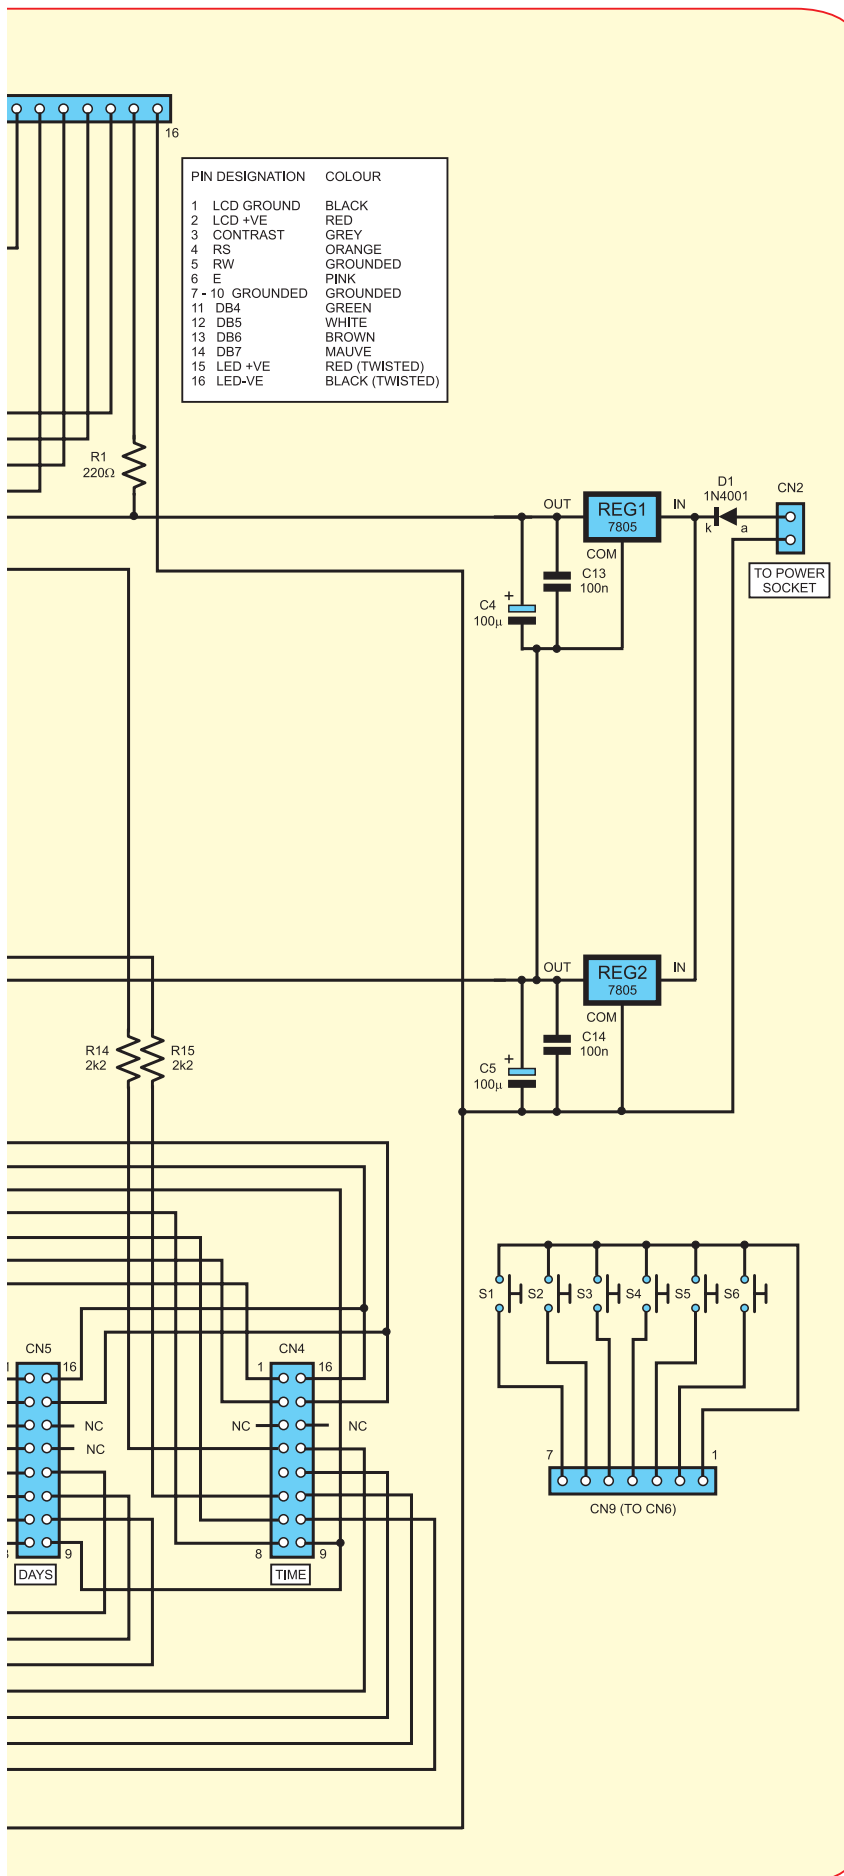 16
PIN DESIGNATION COLOUR
1 LCD GROUND BLACK
2 LCD +VE RED
3 CONTRAST GREY
4 RS ORANGE
5 RW GROUNDED
6 E PINK
7 - 10 GROUNDED GROUNDED
11 DB4 GREEN
12 DB5 WHITE
13 DB6 BROWN
14 DB7 MAUVE
15 LED +VE RED (TWISTED)
16 LED-VE BLACK (TWISTED)
R1
220Ω
OUT
REG1
7805
IN
COM
D1
1N4001
k
a
CN2
TO POWER
SOCKET
C13
100n
+
C4
100µ
OUT
REG2
7805
IN
COM
C14
100n
+
C5
100µ
R14
2k2
R15
2k2
S1
S2
S3
S4
S5
S6
CN5
16
NC
NC
9
DAYS
CN4
1
16
NC
NC
8
9
TIME
7
1
CN9 (TO CN6)